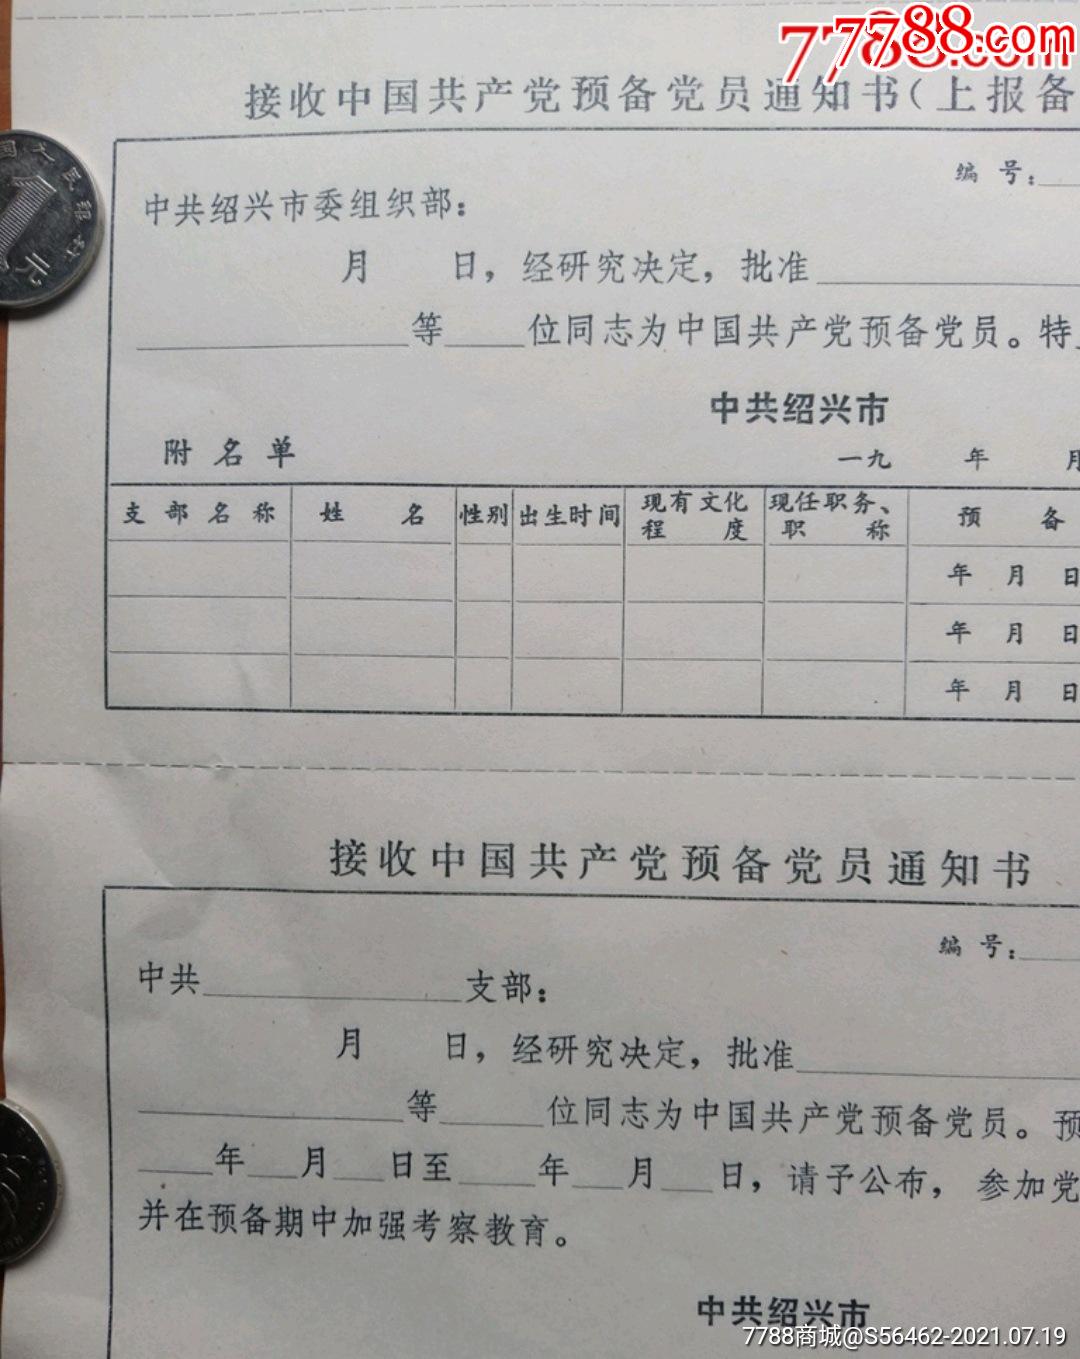 7788.com
接收中国共产党预备党员通知书（上报备
编号：
中共绍兴市委组织部：
月 日，经研究决定，批准
等 位同志为中国共产党预备党员。特
中共绍兴市
附名单
一九 年 月
支部名称 姓名 性别 出生时间 现有文化程度 现任职务、职称 预备
年 月 日
年 月 日
年 月 日
接收中国共产党预备党员通知书
编号：
中共 支部：
月 日，经研究决定，批准
等 位同志为中国共产党预备党员。预
年 月 日至 年 月 日，请予公布，参加党
并在预备期中加强考察教育。
中共绍兴市
7788商城@S56462-2021.07.19